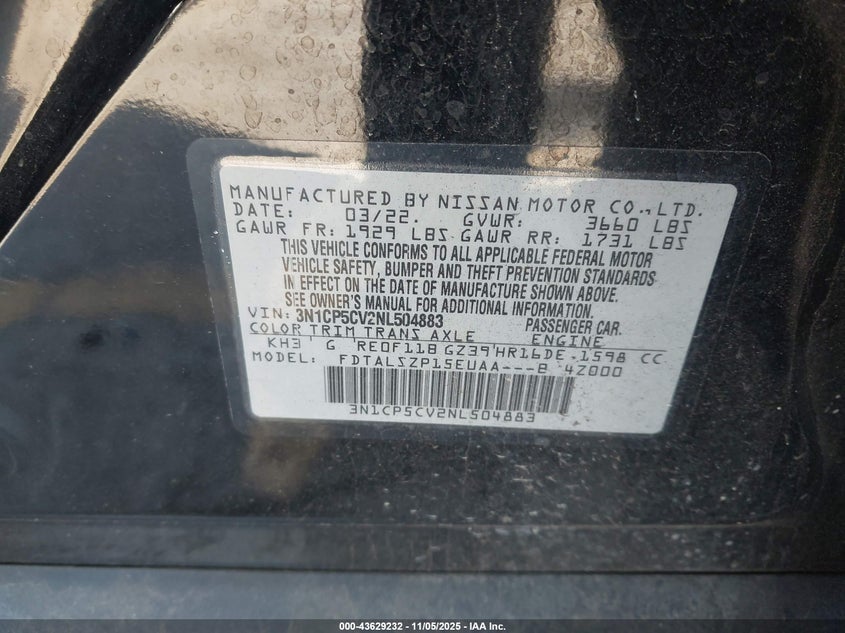 MANUFACTURED BY NISSAN MOTOR CO.,LTD.
DATE: 03/22. GVWR: 3660 LBS
GAWR FR: 1929 LBS GAWR RR: 1731 LBS
THIS VEHICLE CONFORMS TO ALL APPLICABLE FEDERAL MOTOR
VEHICLE SAFETY, BUMPER AND THEFT PREVENTION STANDARDS
IN EFFECT ON THE DATE OF MANUFACTURE SHOWN ABOVE.
SEE OWNER'S MANUAL FOR ADDITIONAL INFORMATION.
VIN: 3N1CP5CV2NL504883 PASSENGER CAR.
COLOR TRIM TRANS AXLE ENGINE
KH3' G 'RE0F11B GZ39'HR16DE .1598 CC
MODEL: FDTALSZP15EUAA---B 4Z000
3N1CP5CV2NL504883
000-43629232 - 11/05/2025 - IAA Inc.